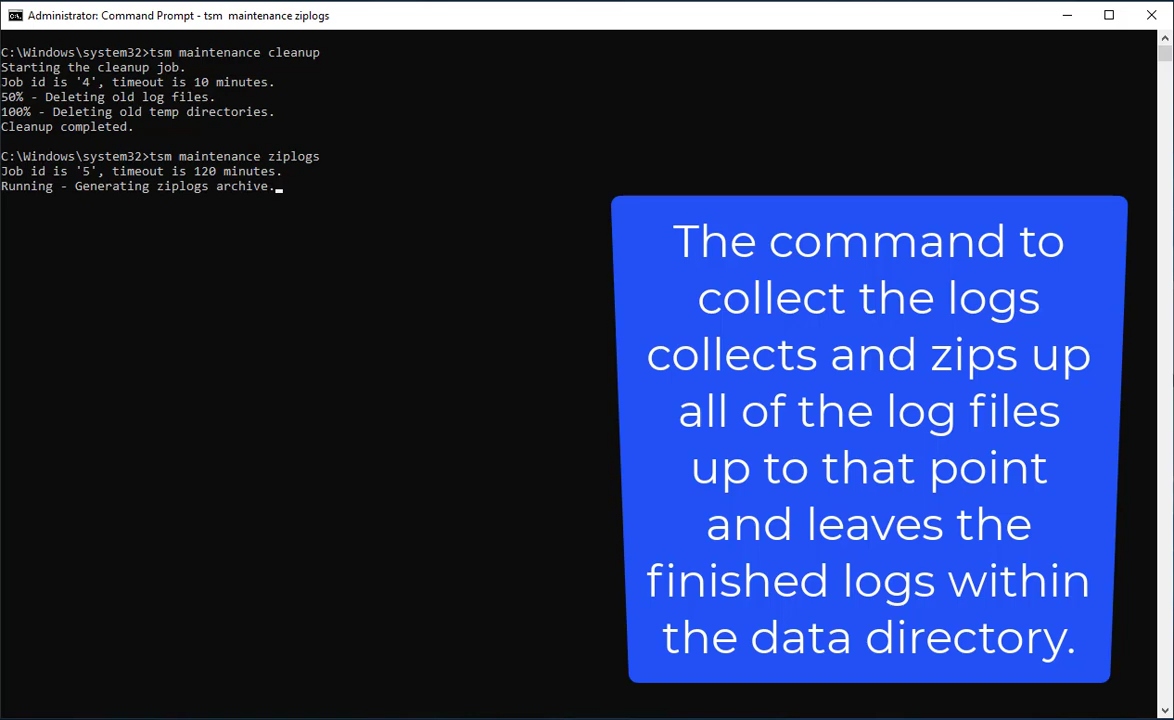 Administrator: Command Prompt - tsm  maintenance ziplogs
C:\Windows\system32>tsm maintenance cleanup
Starting the cleanup job.
Job id is '4', timeout is 10 minutes.
50% - Deleting old log files.
100% - Deleting old temp directories.
Cleanup completed.
C:\Windows\system32>tsm maintenance ziplogs
Job id is '5', timeout is 120 minutes.
Running - Generating ziplogs archive.
The command to
collect the logs
collects and zips up
all of the log files
up to that point
and leaves the
finished logs within
the data directory.